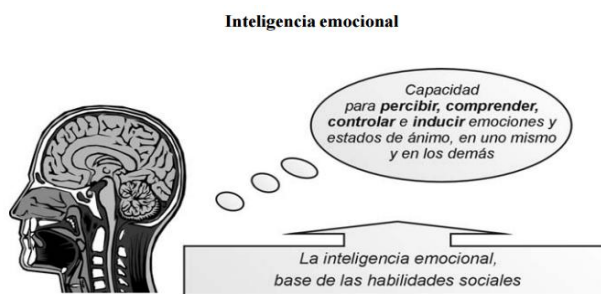 Inteligencia emocional
Capacidad
para percibir, comprender,
controlar e inducir emociones y
estados de ánimo, en uno mismo
y en los demás
La inteligencia emocional,
base de las habilidades sociales